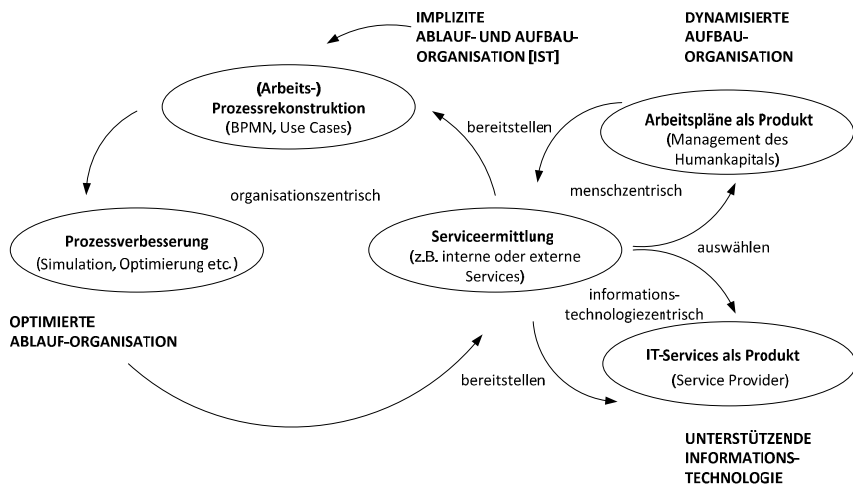 IMPLIZITE
ABLAUF- UND AUFBAU-
ORGANISATION [IST]
DYNAMISIERTE
AUFBAU-
ORGANISATION
(Arbeits-)
Prozessrekonstruktion
(BPMN, Use Cases)
bereitstellen
Arbeitspläne als Produkt
(Management des
Humankapitals)
organisationszentrisch
menschzentrisch
Prozessverbesserung
(Simulation, Optimierung etc.)
Serviceermittlung
(z.B. interne oder externe
Services)
auswählen
informations-
technologiezentrisch
OPTIMIERTE
ABLAUF-ORGANISATION
IT-Services als Produkt
(Service Provider)
bereitstellen
UNTERSTÜTZENDE
INFORMATIONS-
TECHNOLOGIE